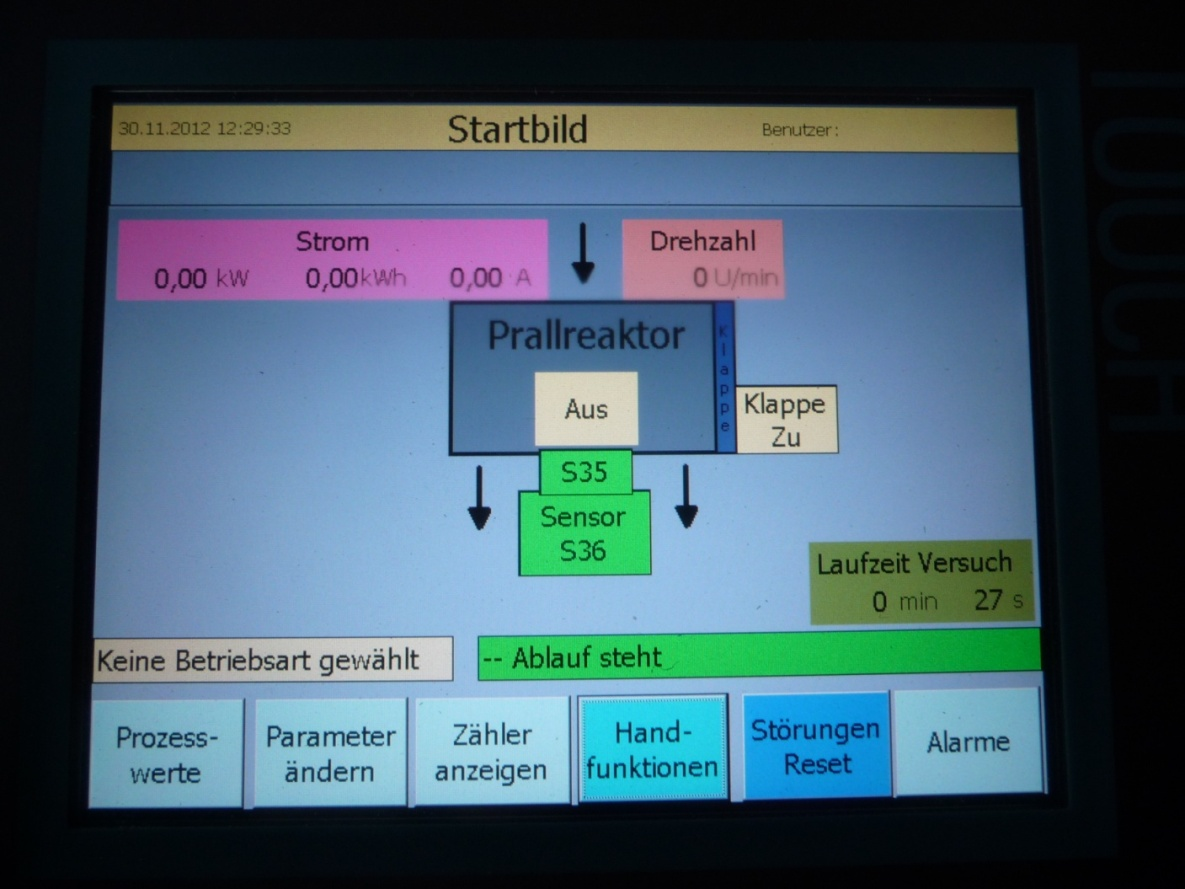 30.11.2012 12:29:33 Startbild Benutzer:
Strom
0,00 kW 0,00 kWh 0,00 A
Drehzahl
0 U/min
Prallreaktor
Klappe
Aus
Klappe
Zu
S35
Sensor
S36
Laufzeit Versuch
0 min 27 s
Keine Betriebsart gewählt
-- Ablauf steht
Prozess-
werte
Parameter
ändern
Zähler
anzeigen
Hand-
funktionen
Störungen
Reset
Alarme
TOUCH